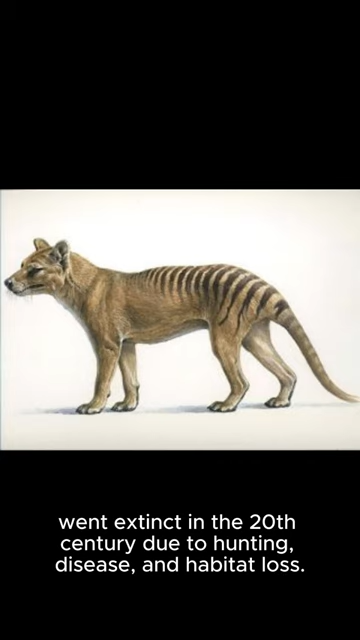 went extinct in the 20th
century due to hunting,
disease, and habitat loss.